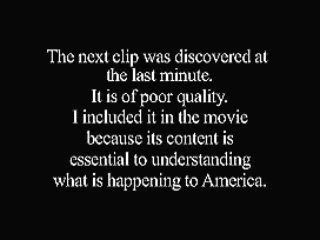 The next clip was discovered at
the last minute.
It is of poor quality.
I included it in the movie
because its content is
essential to understanding
what is happening to America.